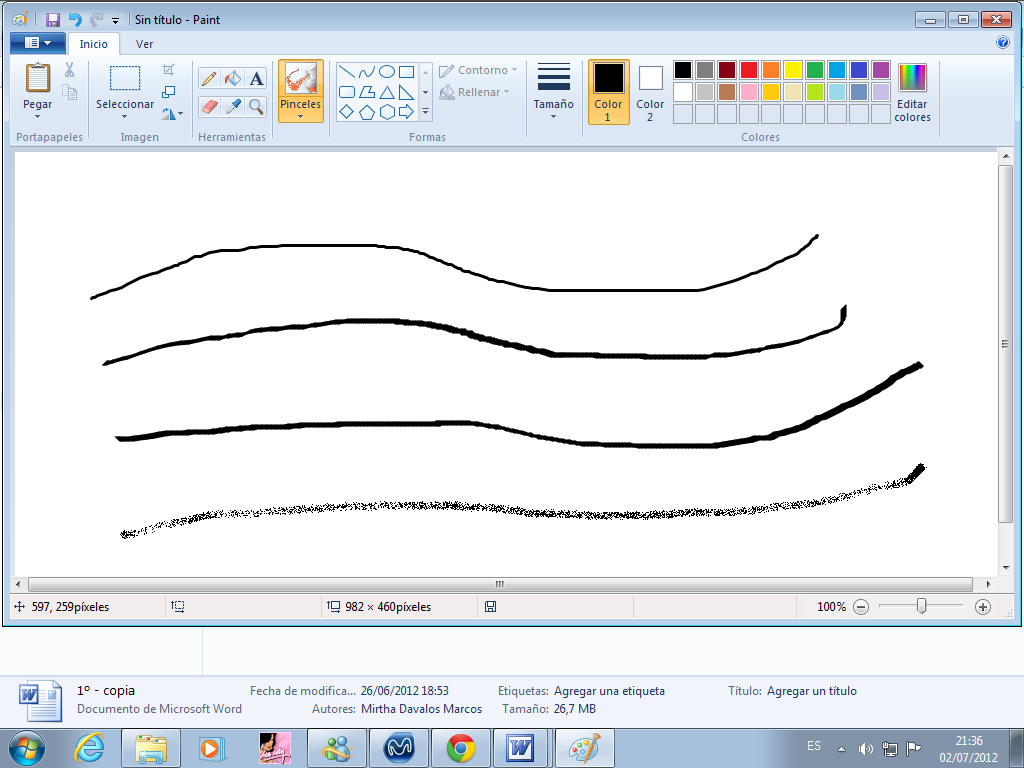 Sin título - Paint
Inicio
Ver
Pegar
Seleccionar
A
Pinceles
Contorno
Rellenar
Tamaño
Color
1
Color
2
Editar
colores
Portapapeles
Imagen
Herramientas
Formas
Colores
597, 259píxeles
982 × 460píxeles
100%
1º - copia
Documento de Microsoft Word
Fecha de modifica... 26/06/2012 18:53
Autores: Mirtha Davalos Marcos
Etiquetas: Agregar una etiqueta
Tamaño: 26,7 MB
Título: Agregar un título
ES
21:36
02/07/2012